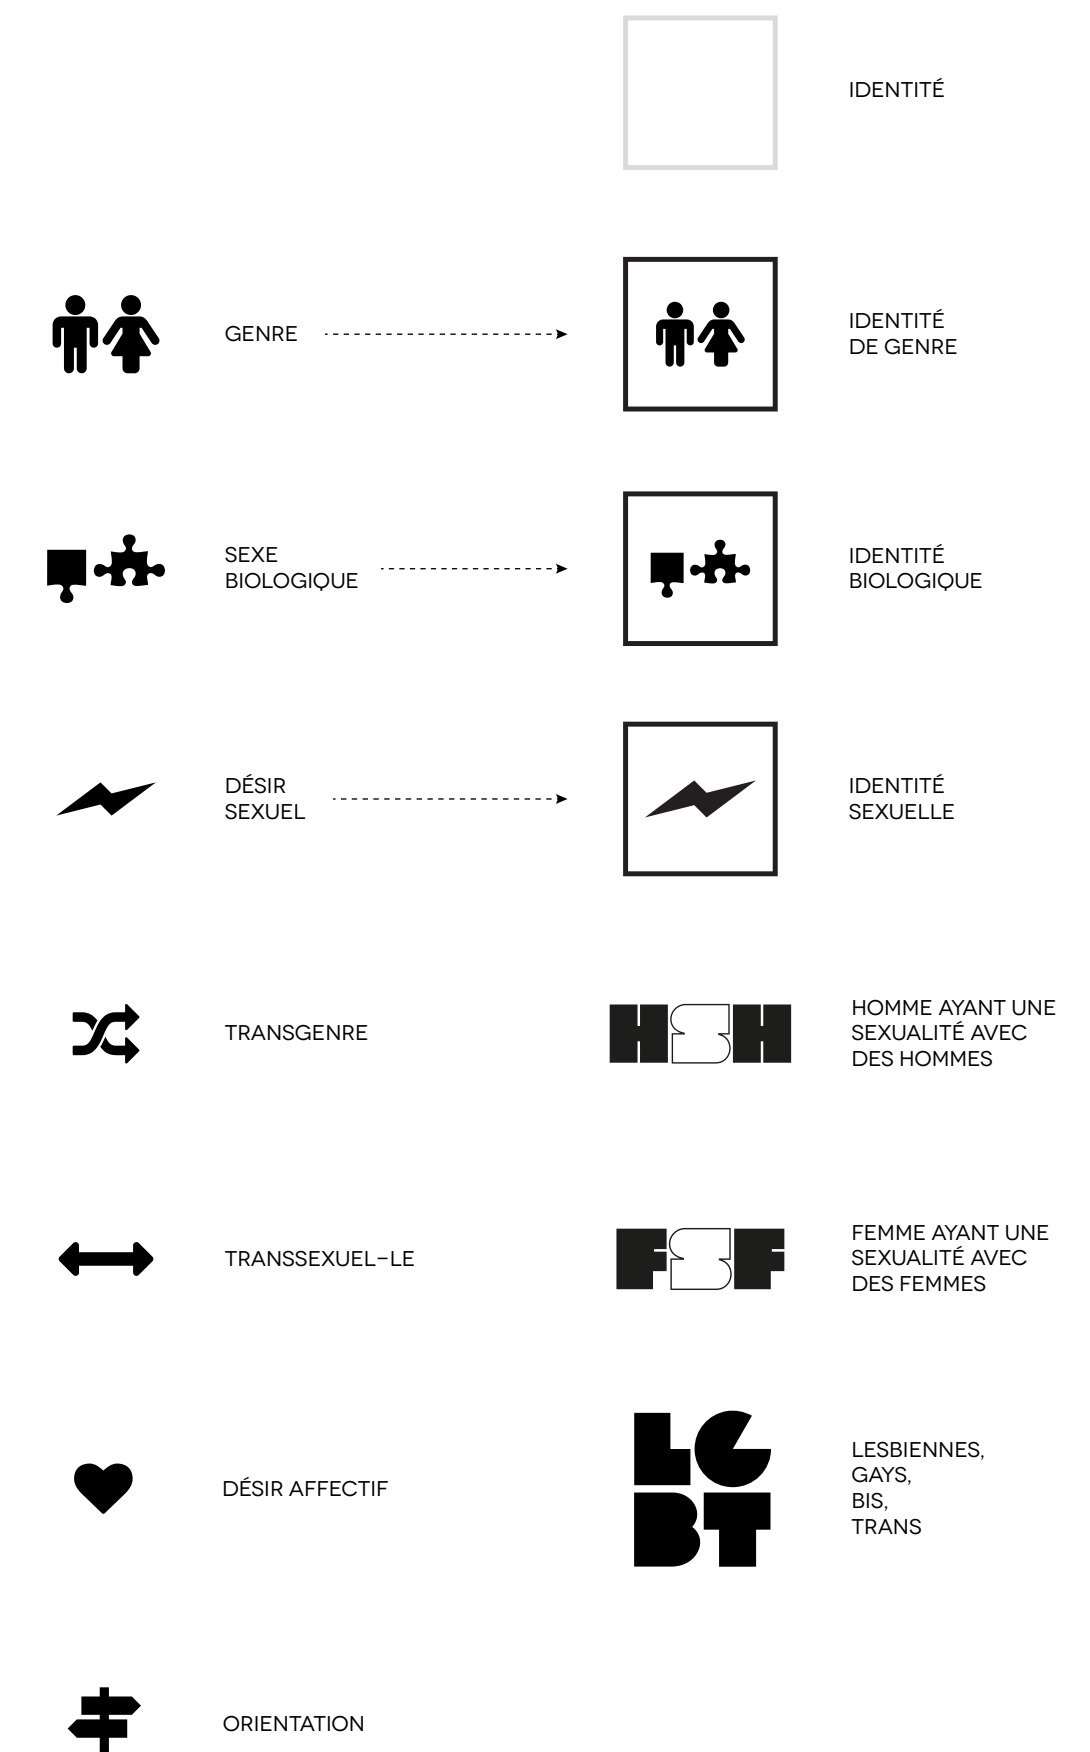 IDENTITÉ
GENRE
IDENTITÉ
DE GENRE
SEXE
BIOLOGIQUE
IDENTITÉ
BIOLOGIQUE
DÉSIR
SEXUEL
IDENTITÉ
SEXUELLE
TRANSGENRE
HSH
HOMME AYANT UNE
SEXUALITÉ AVEC
DES HOMMES
TRANSSEXUEL-LE
FSF
FEMME AYANT UNE
SEXUALITÉ AVEC
DES FEMMES
DÉSIR AFFECTIF
LG
BT
LESBIENNES,
GAYS,
BIS,
TRANS
ORIENTATION